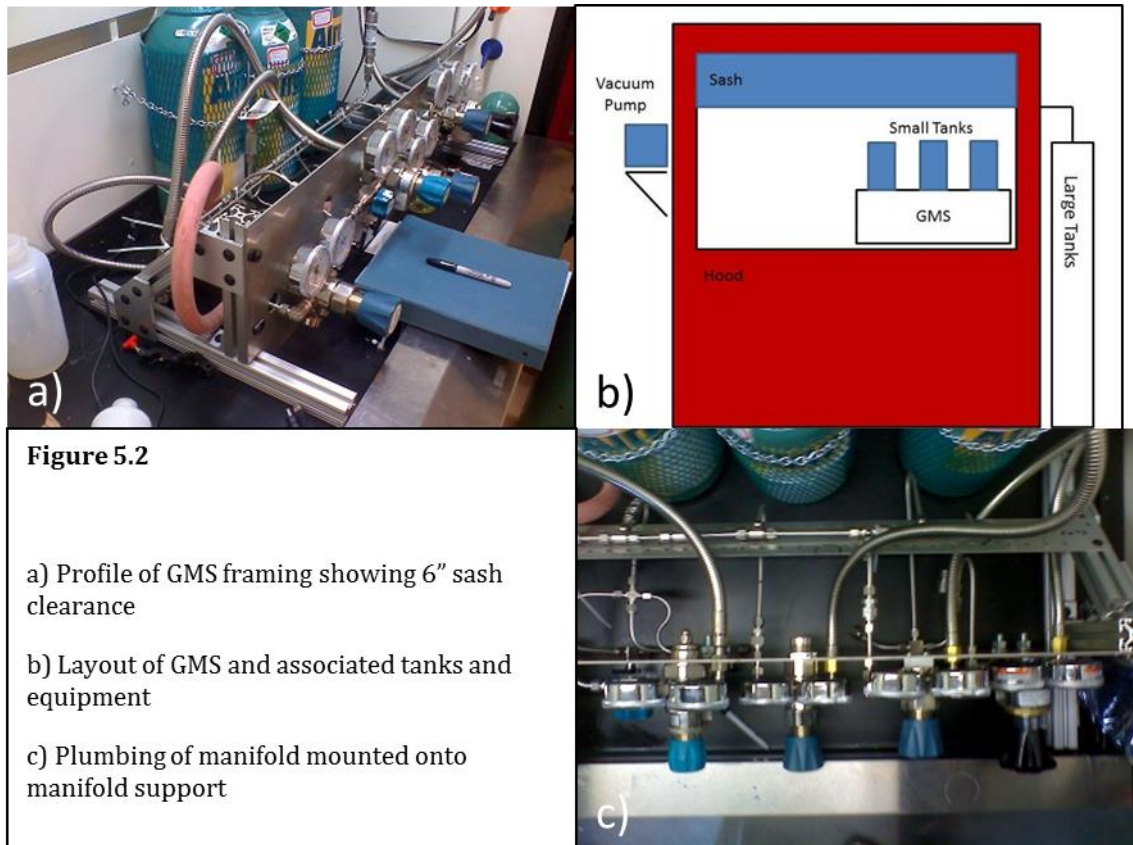 a)
Vacuum
Pump
Sash
Small Tanks
GMS
Large Tanks
Hood
b)
Figure 5.2
a) Profile of GMS framing showing 6” sash
clearance
b) Layout of GMS and associated tanks and
equipment
c) Plumbing of manifold mounted onto
manifold support
c)